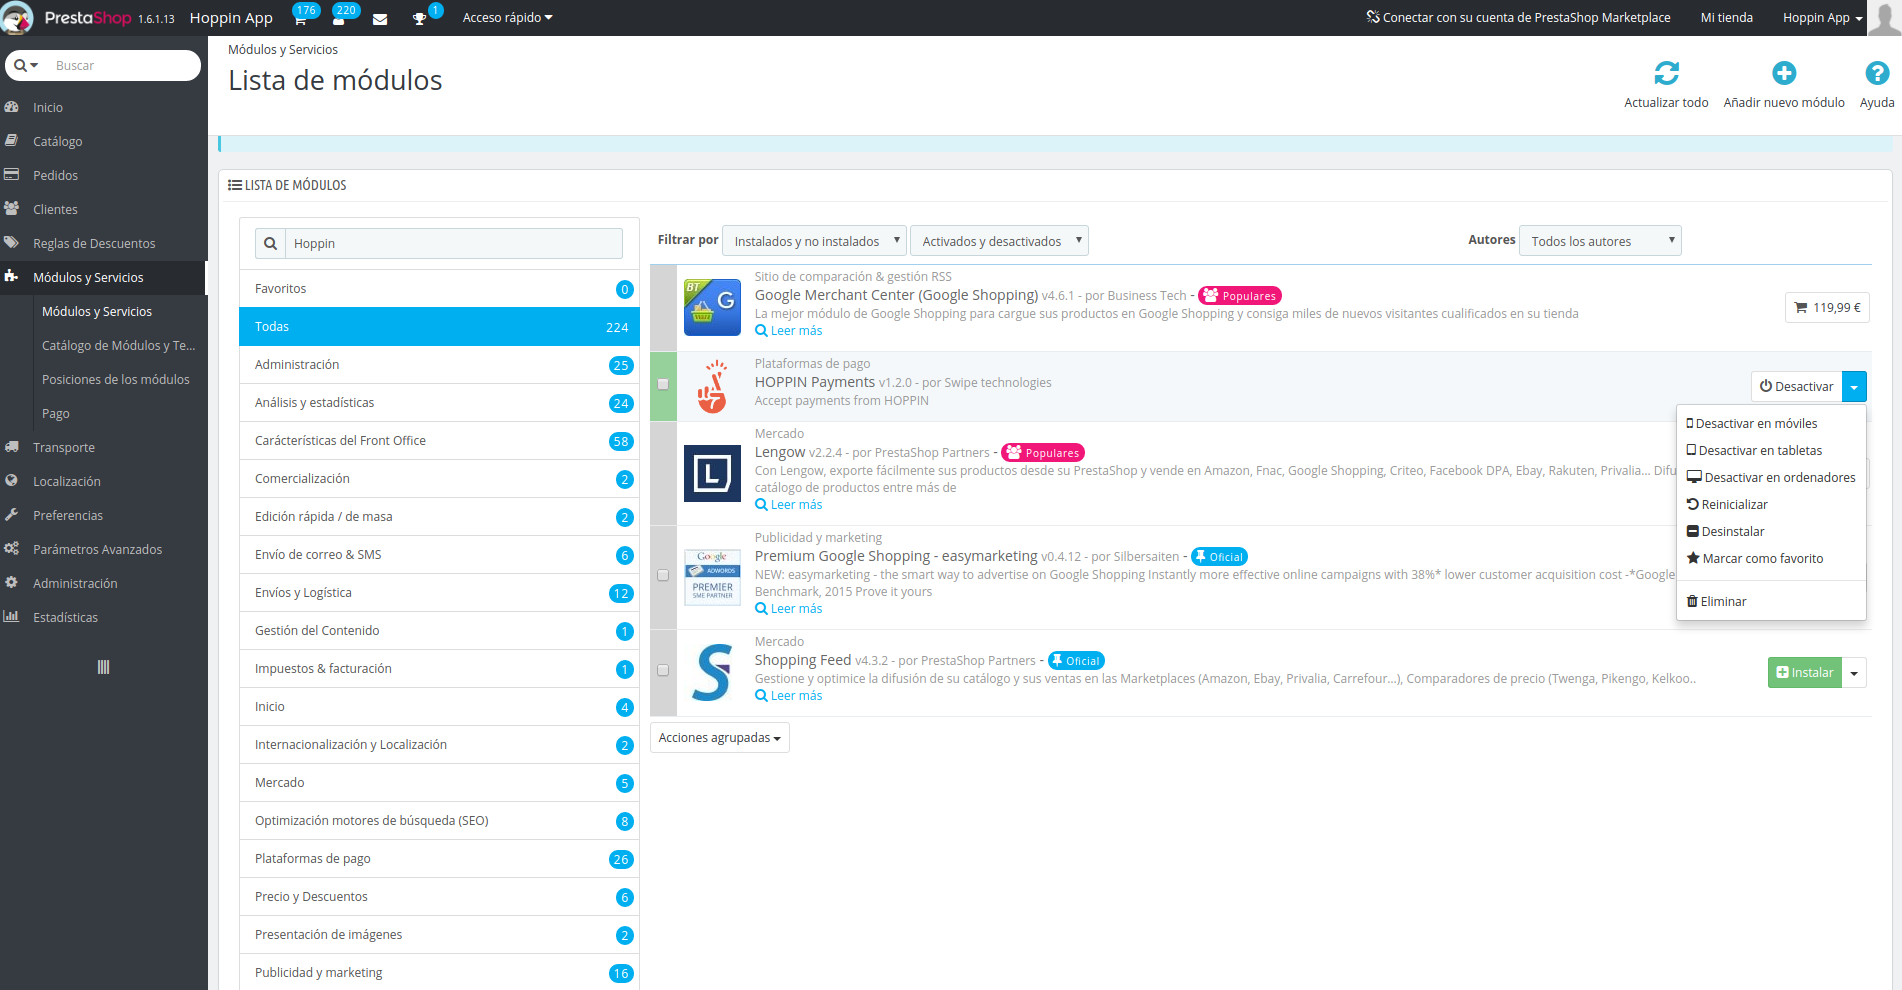 PrestaShop 1.6.1.13 Hoppin App 176 220 1 Acceso rápido
Conectar con su cuenta de PrestaShop Marketplace Mi tienda Hoppin App
Buscar
Inicio
Catálogo
Pedidos
Clientes
Reglas de Descuentos
Módulos y Servicios
Módulos y Servicios
Catálogo de Módulos y Te...
Posiciones de los módulos
Pago
Transporte
Localización
Preferencias
Parámetros Avanzados
Administración
Estadísticas
Módulos y Servicios
Lista de módulos
Actualizar todo
Añadir nuevo módulo
Ayuda
LISTA DE MÓDULOS
Hoppin
Favoritos 0
Todas 224
Administración 25
Análisis y estadísticas 24
Carácterísticas del Front Office 58
Comercialización 2
Edición rápida / de masa 2
Envío de correo & SMS 6
Envíos y Logística 12
Gestión del Contenido 1
Impuestos & facturación 1
Inicio 4
Internacionalización y Localización 2
Mercado 5
Optimización motores de búsqueda (SEO) 8
Plataformas de pago 26
Precio y Descuentos 6
Presentación de imágenes 2
Publicidad y marketing 16
Filtrar por Instalados y no instalados Activados y desactivados Autores Todos los autores
BT
G
Sitio de comparación & gestión RSS
Google Merchant Center (Google Shopping) v4.6.1 - por Business Tech - Populares
La mejor módulo de Google Shopping para cargue sus productos en Google Shopping y consiga miles de nuevos visitantes cualificados en su tienda
Leer más
119,99 €
Plataformas de pago
HOPPIN Payments v1.2.0 - por Swipe technologies
Accept payments from HOPPIN
Desactivar
Desactivar en móviles
Desactivar en tabletas
Desactivar en ordenadores
Reinicializar
Desinstalar
Marcar como favorito
Eliminar
L
Mercado
Lengow v2.2.4 - por PrestaShop Partners - Populares
Con Lengow, exporte fácilmente sus productos desde su PrestaShop y vende en Amazon, Fnac, Google Shopping, Criteo, Facebook DPA, Ebay, Rakuten, Privalia... Difu
catálogo de productos entre más de
Leer más
Google
ADWORDS
PREMIER
SME PARTNER
Publicidad y marketing
Premium Google Shopping - easymarketing v0.4.12 - por Silbersaiten - Oficial
NEW: easymarketing - the smart way to advertise on Google Shopping Instantly more effective online campaigns with 38%* lower customer acquisition cost -*Google
Benchmark, 2015 Prove it yours
Leer más
S
Mercado
Shopping Feed v4.3.2 - por PrestaShop Partners - Oficial
Gestione y optimice la difusión de su catálogo y sus ventas en las Marketplaces (Amazon, Ebay, Privalia, Carrefour...), Comparadores de precio (Twenga, Pikengo, Kelkoo..
Leer más
Instalar
Acciones agrupadas